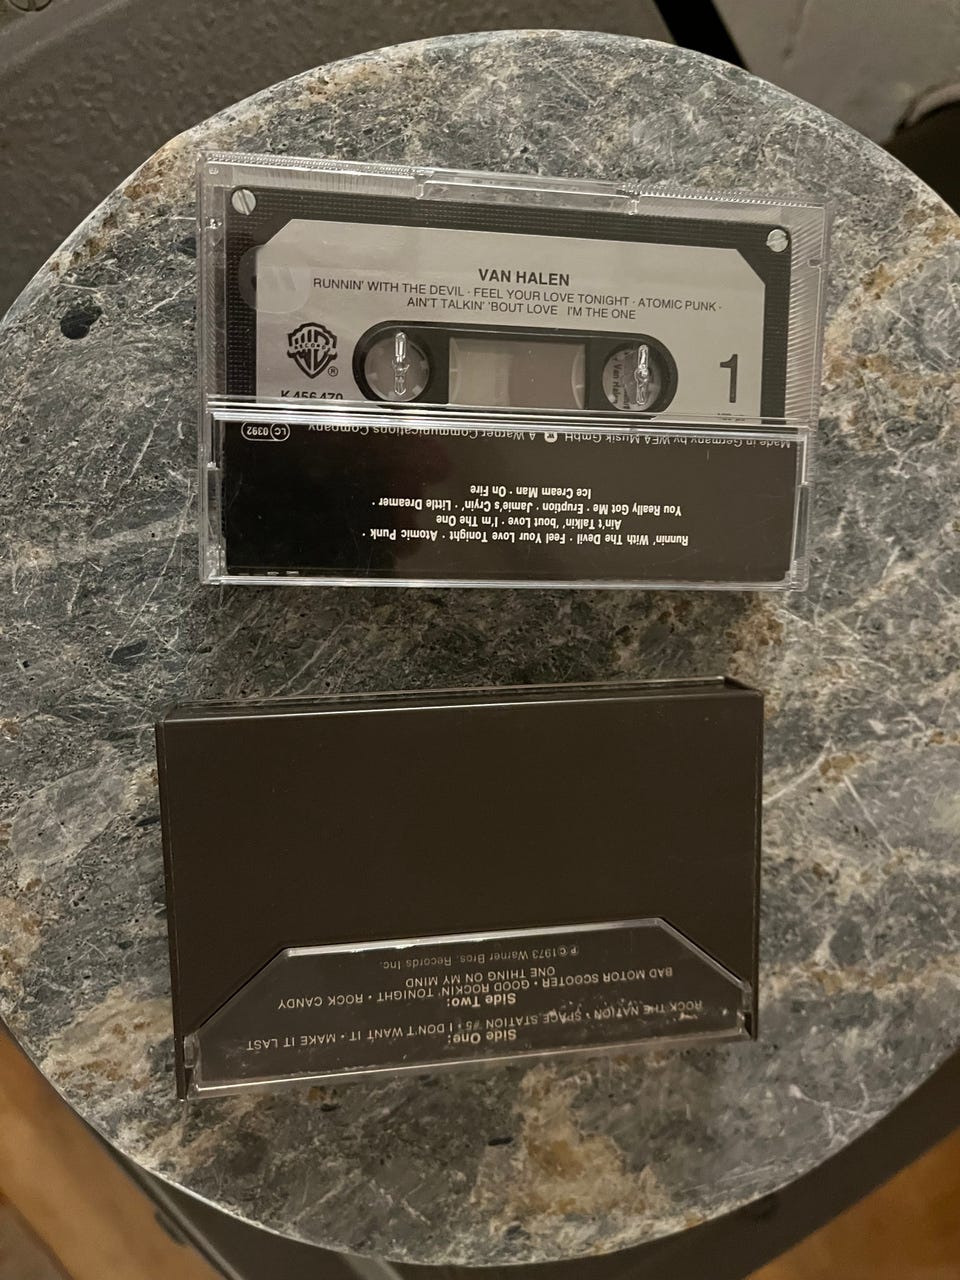 VAN HALEN
RUNNIN' WITH THE DEVIL · FEEL YOUR LOVE TONIGHT · ATOMIC PUNK ·
AIN'T TALKIN' 'BOUT LOVE I'M THE ONE
WB
RECORDS
®
1
K 456 470
Runnin' With The Devil · Feel Your Love Tonight · Atomic Punk ·
Ain't Talkin' 'bout Love · I'm The One
You Really Got Me · Eruption · Jamie's Cryin' · Little Dreamer ·
Ice Cream Man · On Fire
Made in Germany by WEA Musik GmbH A Warner Communications Company LC 0392
Side One:
ROCK THE NATION · SPACE STATION #5 · I DON'T WANT IT · MAKE IT LAST
Side Two:
BAD MOTOR SCOOTER · GOOD ROCKIN' TONIGHT · ROCK CANDY
ONE THING ON MY MIND
℗©1973 Warner Bros. Records Inc.